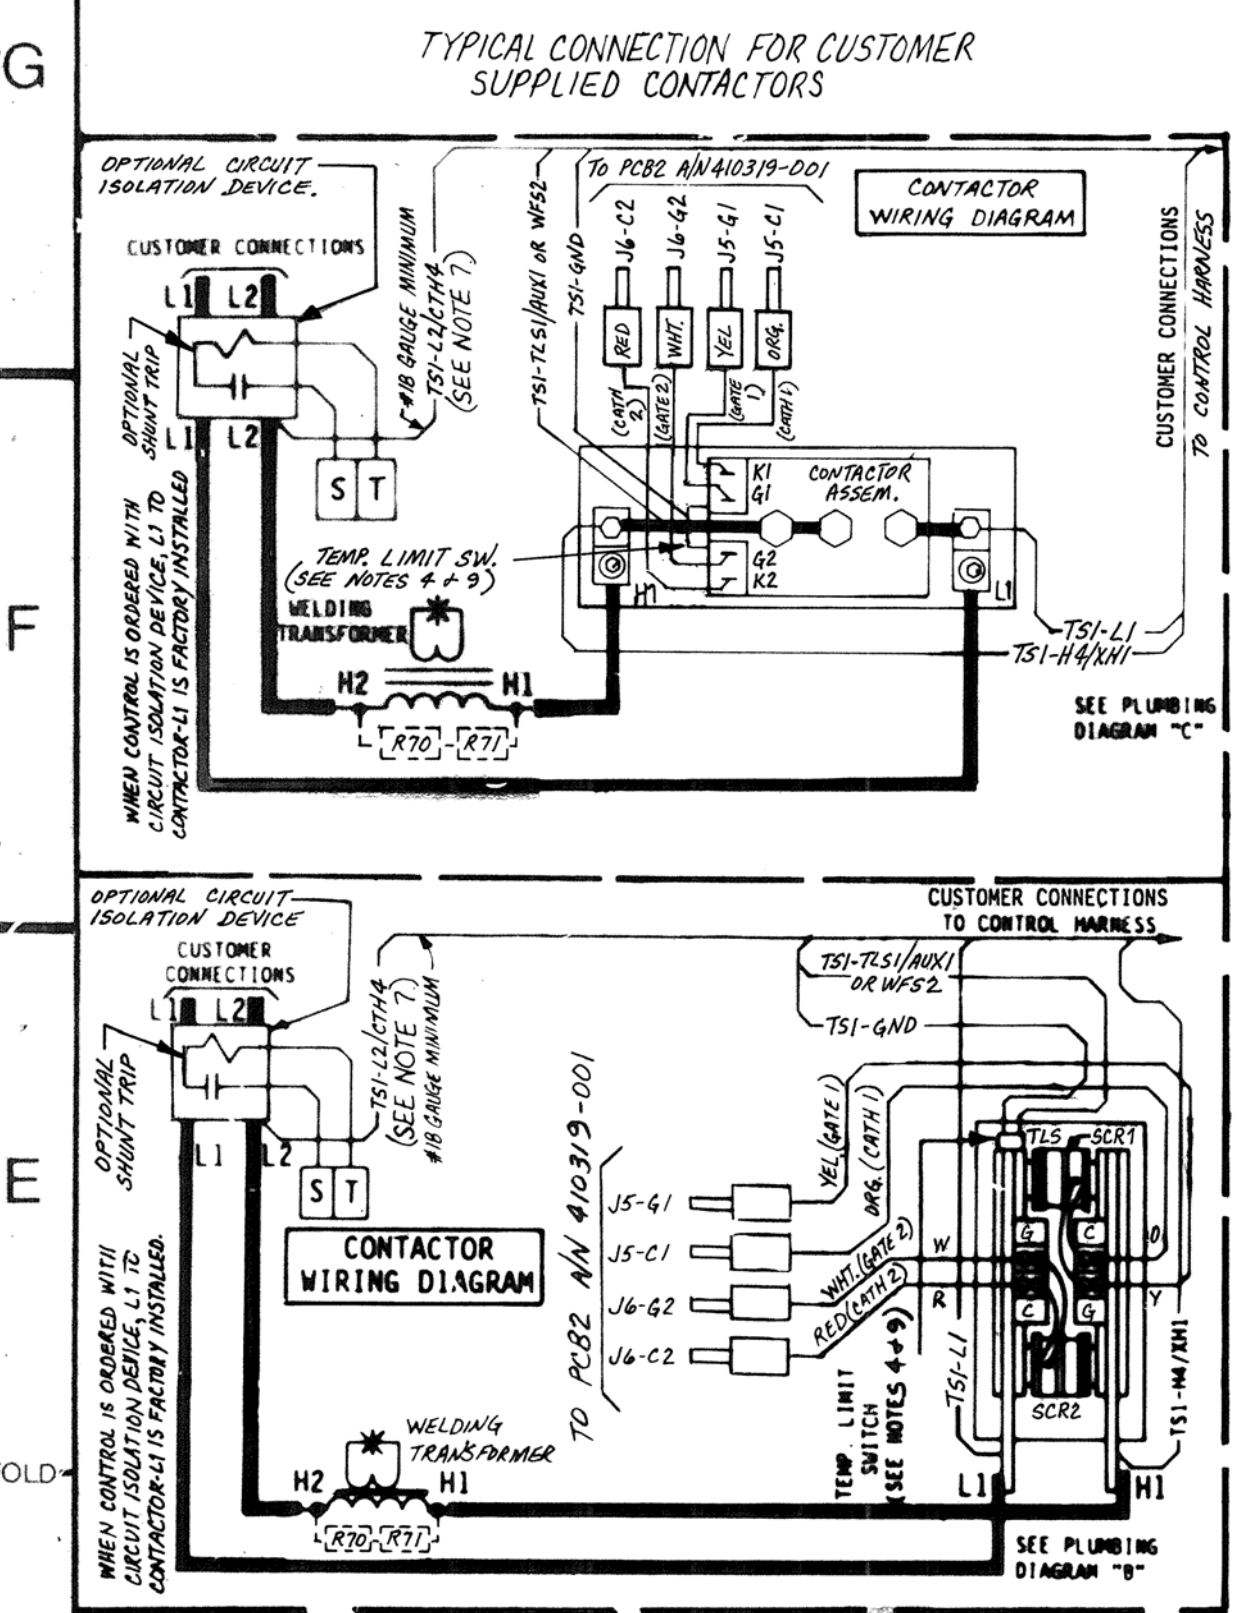 G
TYPICAL CONNECTION FOR CUSTOMER
SUPPLIED CONTACTORS
OPTIONAL CIRCUIT
ISOLATION DEVICE.
CUSTOMER CONNECTIONS
L1 L2
OPTIONAL
SHUNT TRIP
L1 L2
S T
#18 GAUGE MINIMUM
TS1-L2/CTH4
(SEE NOTE 7.)
TS1-TLS1/AUX1 OR WFS2
TS1-GND
TO PCB2 A/N 410319-001
J6-C2
J6-G2
J5-G1
J5-C1
RED
WHT.
YEL
ORG.
(CATH 2)
(GATE 2)
(GATE 1)
(CATH 1)
CONTACTOR
WIRING DIAGRAM
CUSTOMER CONNECTIONS
TO CONTROL HARNESS
K1
G1
CONTACTOR
ASSEM.
G2
K2
H1
L1
TEMP. LIMIT SW.
(SEE NOTES 4 & 9)
WELDING
TRANSFORMER
H2
H1
R70
R71
TS1-L1
TS1-H4/XH1
SEE PLUMBING
DIAGRAM "C"
WHEN CONTROL IS ORDERED WITH
CIRCUIT ISOLATION DEVICE, L1 TO
CONTACTOR-L1 IS FACTORY INSTALLED
F
OPTIONAL CIRCUIT
ISOLATION DEVICE
CUSTOMER
CONNECTIONS
L1 L2
OPTIONAL
SHUNT TRIP
L1 L2
S T
TS1-L2/CTH4
(SEE NOTE 7.)
#18 GAUGE MINIMUM
CUSTOMER CONNECTIONS
TO CONTROL HARNESS
TS1-TLS1/AUX1
OR WFS2
TS1-GND
CONTACTOR
WIRING DIAGRAM
TO PCB2 A/N 410319-001
J5-G1
J5-C1
J6-G2
J6-C2
YEL.(GATE 1)
ORG.(CATH 1)
WHT.(GATE 2)
RED(CATH 2)
TLS
SCR1
G
C
W
O
R
Y
C
G
SCR2
TEMP. LIMIT
SWITCH
(SEE NOTES 4 & 9)
TS1-L1
TS1-H4/XH1
L1
H1
WELDING
TRANSFORMER
H2
H1
R70
R71
SEE PLUMBING
DIAGRAM "B"
WHEN CONTROL IS ORDERED WITH
CIRCUIT ISOLATION DEVICE, L1 TO
CONTACTOR-L1 IS FACTORY INSTALLED.
E
OLD